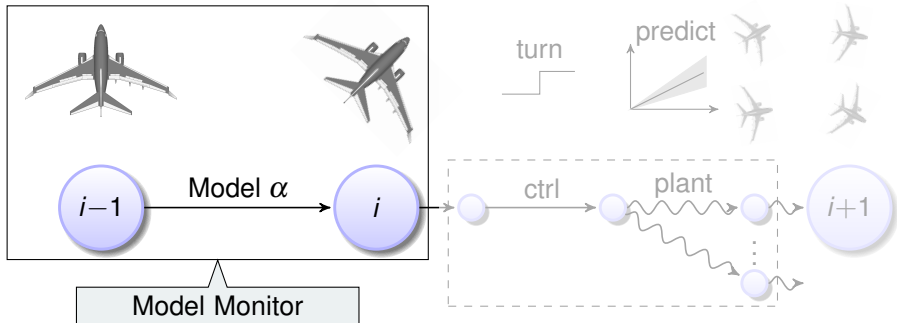 turn
predict
Model α
ctrl
plant
i−1
i
i+1
Model Monitor